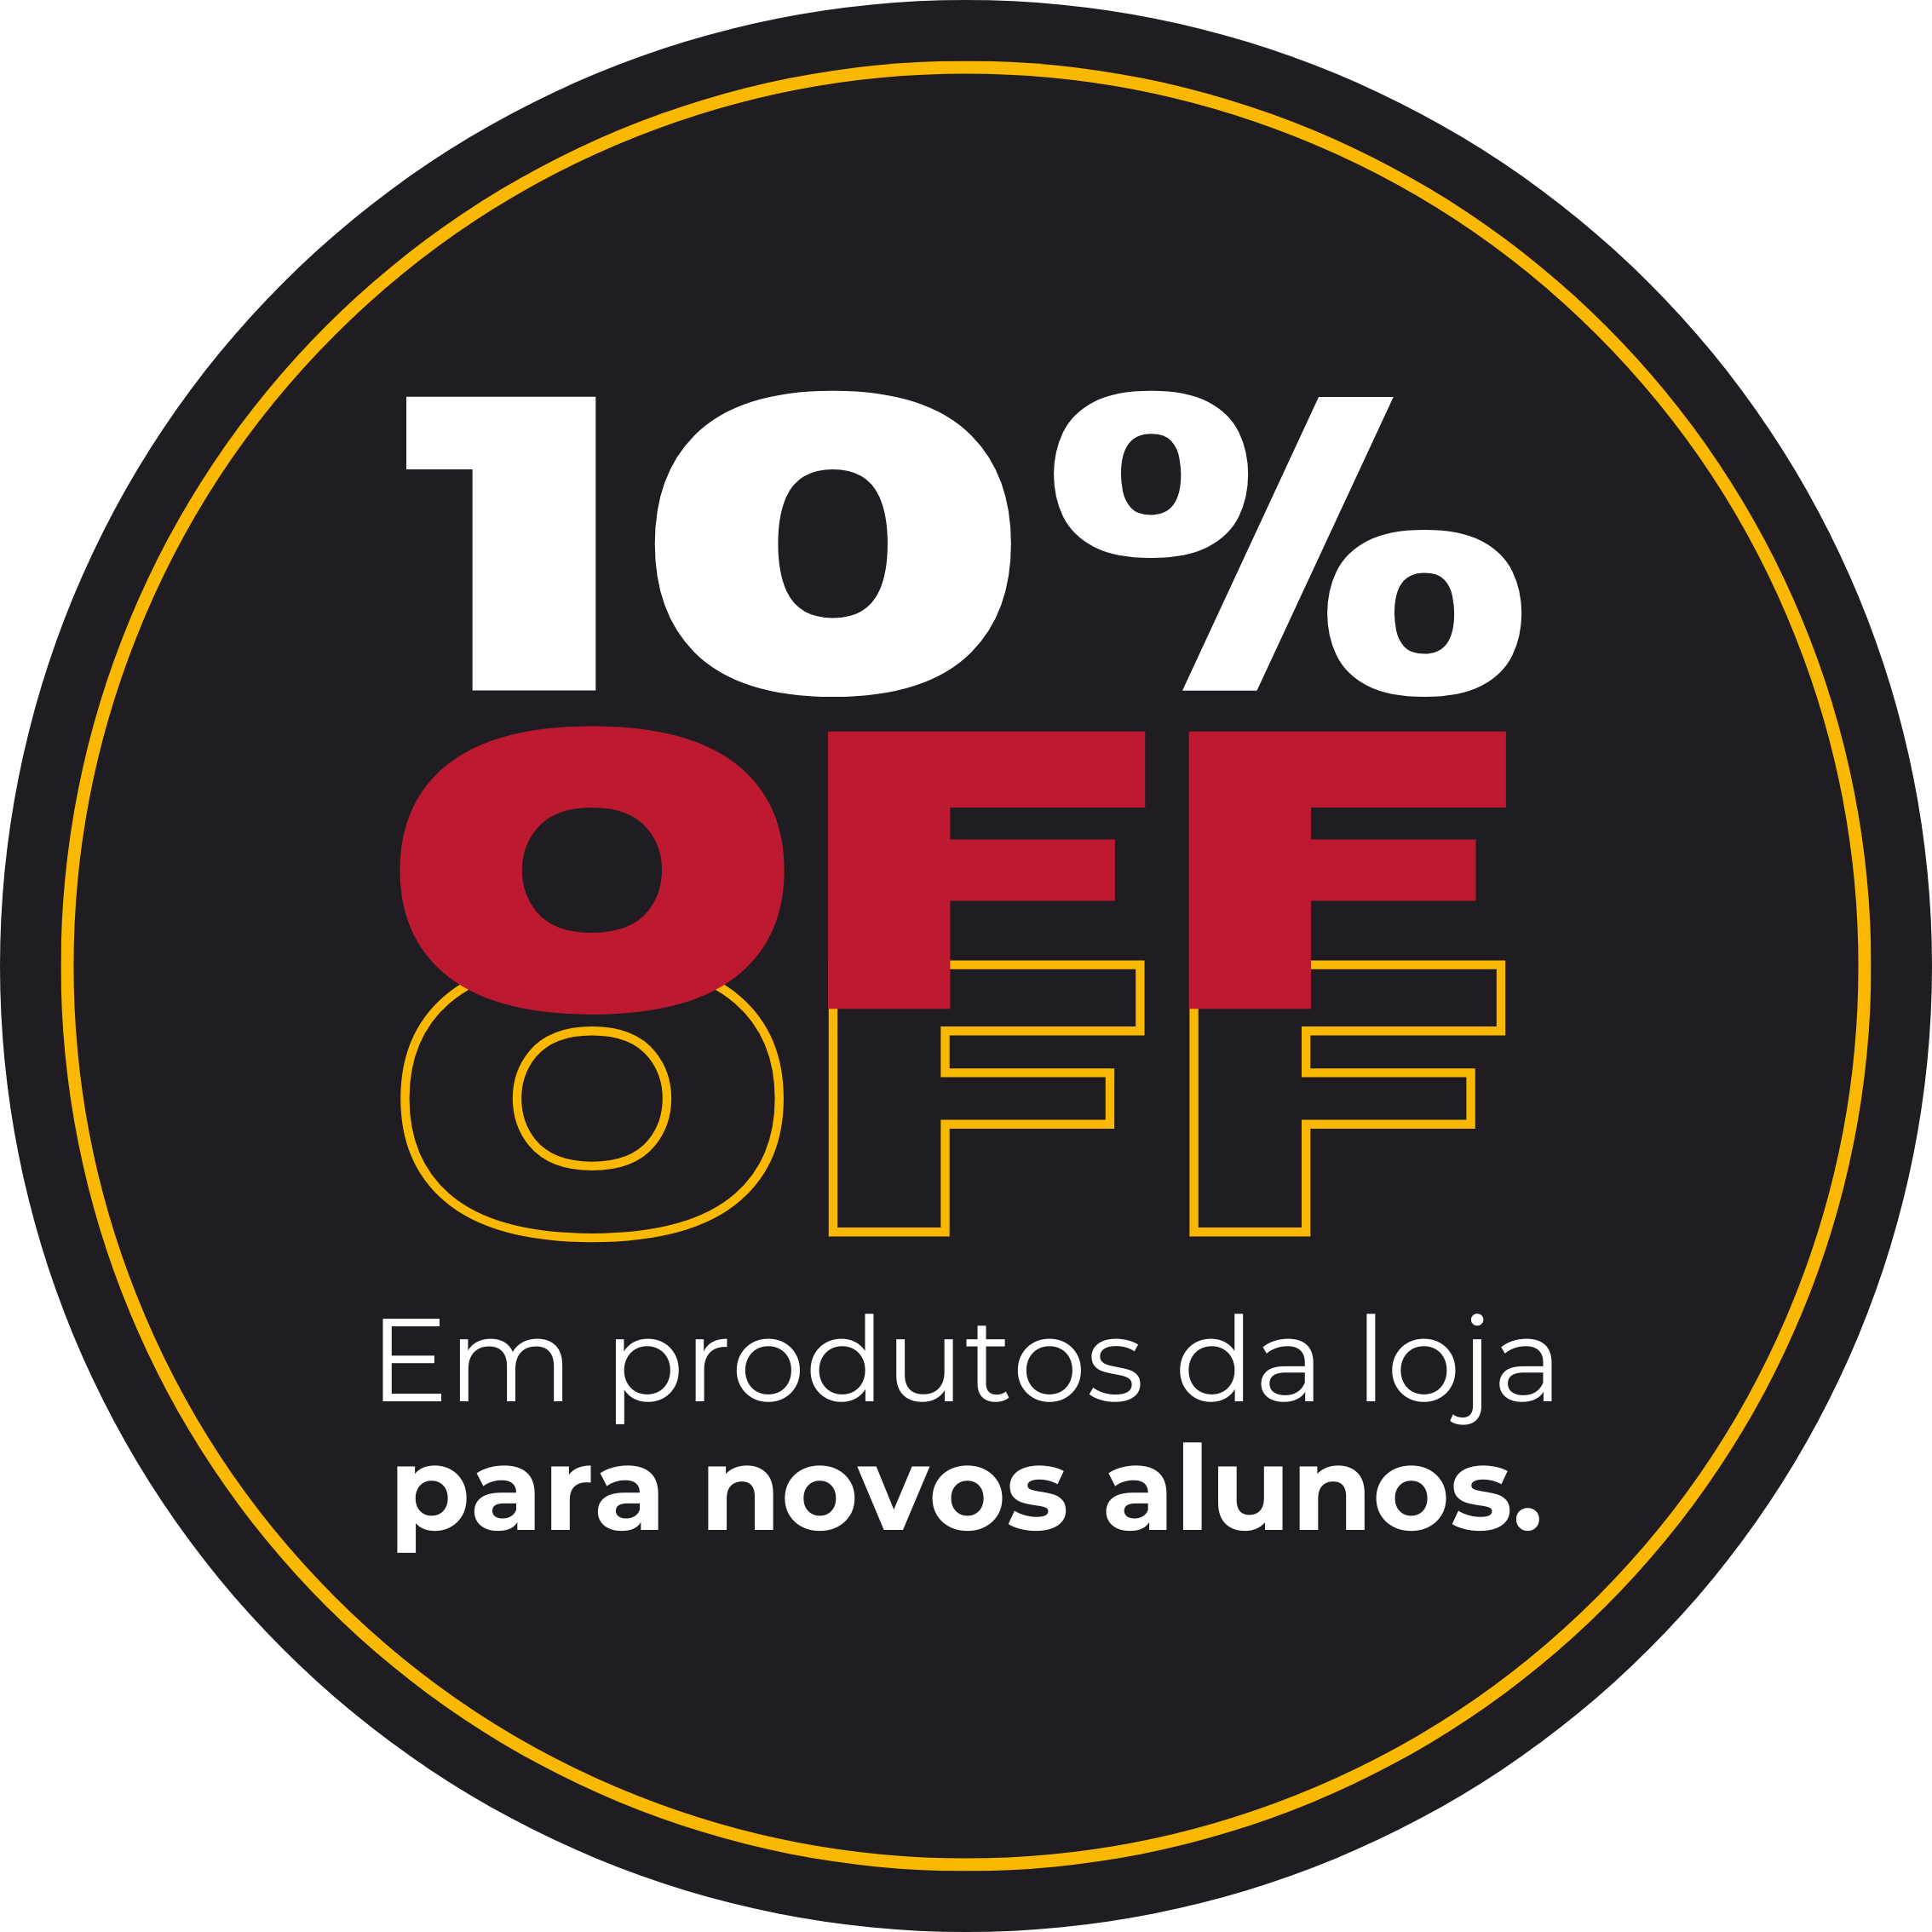 10%
OFF
OFF
Em produtos da loja
para novos alunos.